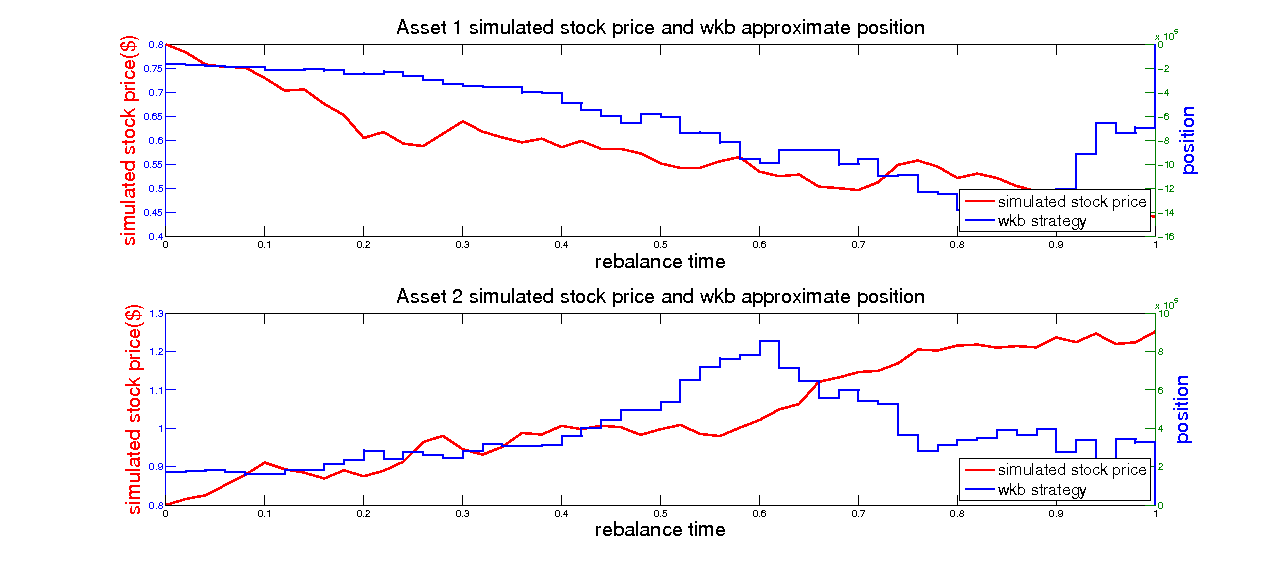 Asset 1 simulated stock price and wkb approximate position
x 10^5
simulated stock price($)
0.8
0.75
0.7
0.65
0.6
0.55
0.5
0.45
0.4
0
-2
-4
-6
-8
-10
-12
-14
-16
position
simulated stock price
wkb strategy
0 0.1 0.2 0.3 0.4 0.5 0.6 0.7 0.8 0.9 1
rebalance time
Asset 2 simulated stock price and wkb approximate position
simulated stock price($)
1.3
1.2
1.1
1
0.9
0.8
10
8
6
4
2
0
position
simulated stock price
wkb strategy
0 0.1 0.2 0.3 0.4 0.5 0.6 0.7 0.8 0.9 1
rebalance time